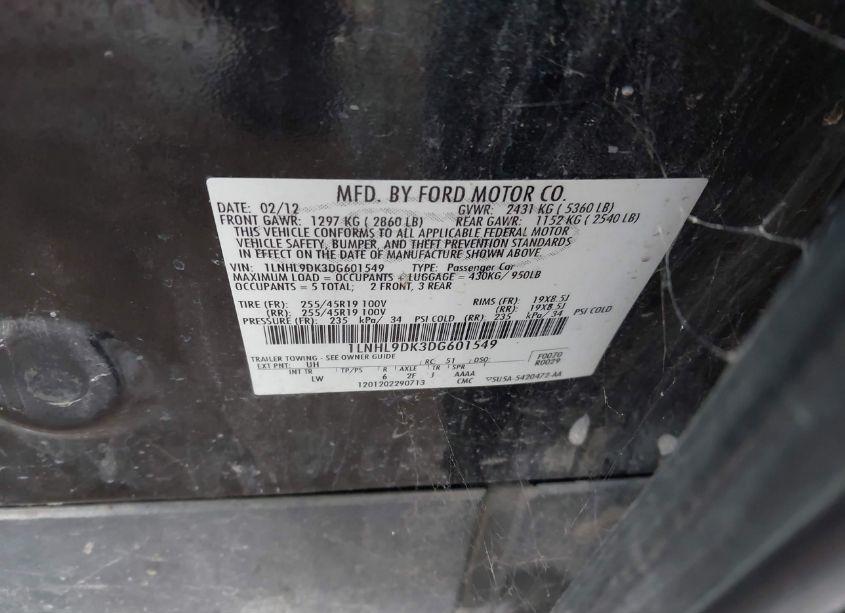 MFD. BY FORD MOTOR CO.
DATE: 02/12 GVWR: 2431 KG ( 5360 LB)
FRONT GAWR: 1297 KG ( 2860 LB) REAR GAWR: 1152 KG ( 2540 LB)
THIS VEHICLE CONFORMS TO ALL APPLICABLE FEDERAL MOTOR
VEHICLE SAFETY, BUMPER, AND THEFT PREVENTION STANDARDS
IN EFFECT ON THE DATE OF MANUFACTURE SHOWN ABOVE.
VIN: 1LNHL9DK3DG601549 TYPE: Passenger Car
MAXIMUM LOAD = OCCUPANTS + LUGGAGE = 430KG/ 950LB
OCCUPANTS = 5 TOTAL; 2 FRONT, 3 REAR
TIRE (FR): 255/45R19 100V RIMS (FR): 19X8.5J
(RR): 255/45R19 100V (RR): 19X8.5J
PRESSURE (FR): 235 kPa/ 34 PSI COLD (RR): 235 kPa/ 34 PSI COLD
1LNHL9DK3DG601549
TRAILER TOWING - SEE OWNER GUIDE
EXT PNT: UH RC: 51 DSO: F0070
R0029
INT TR TP/PS R AXLE TR SPR
LW 6 2F J AAAA
1201202290713 CMC 5U5A-5420472-AA